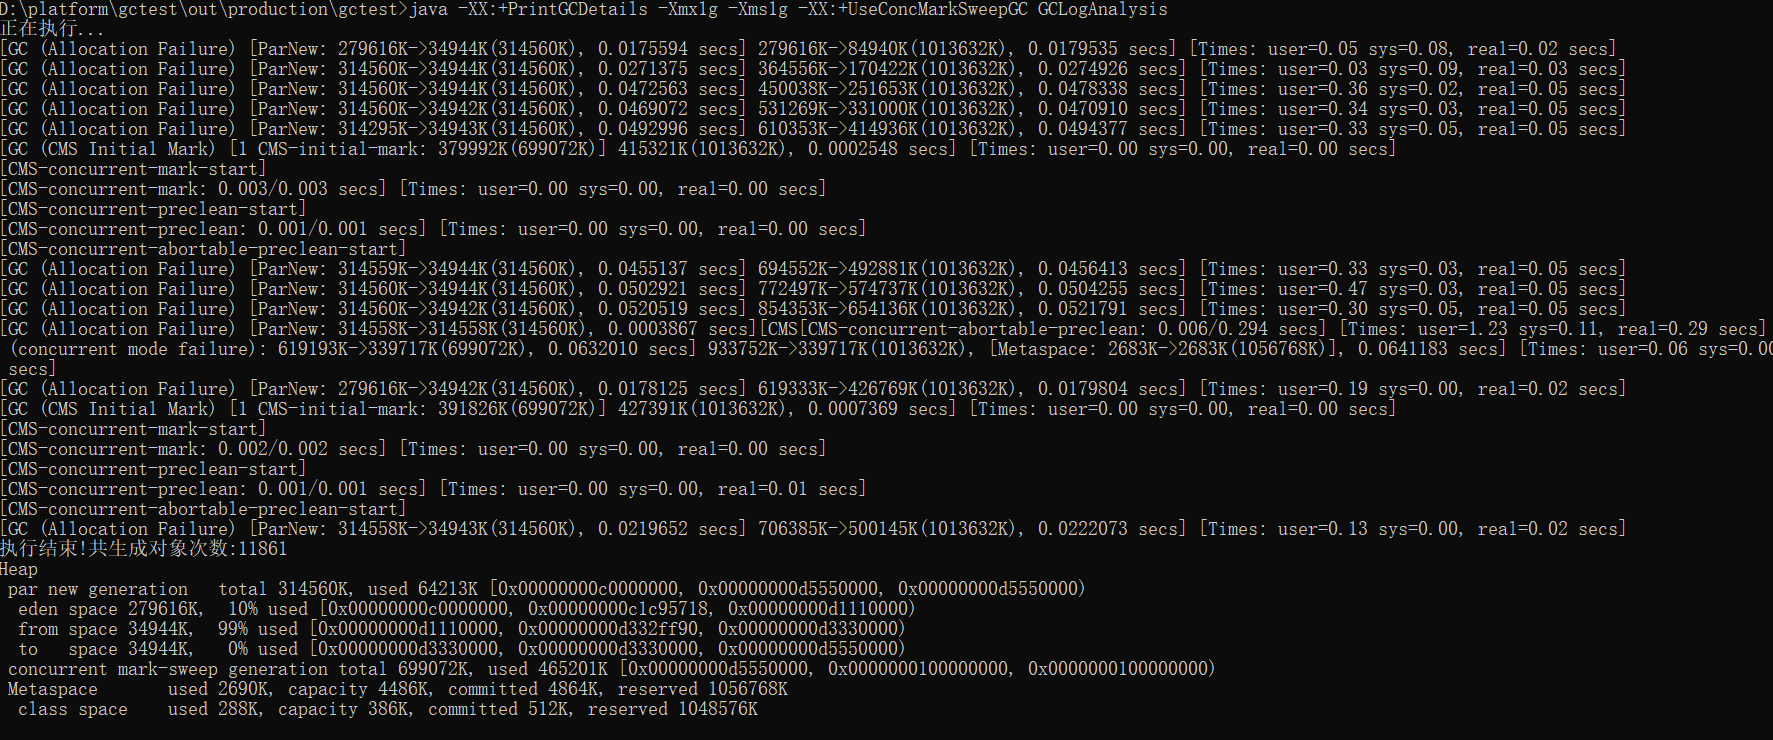 D:\platform\gctest\out\production\gctest>java -XX:+PrintGCDetails -Xmx1g -Xms1g -XX:+UseConcMarkSweepGC GCLogAnalysis
正在执行...
[GC (Allocation Failure) [ParNew: 279616K->34944K(314560K), 0.0175594 secs] 279616K->84940K(1013632K), 0.0179535 secs] [Times: user=0.05 sys=0.08, real=0.02 secs]
[GC (Allocation Failure) [ParNew: 314560K->34944K(314560K), 0.0271375 secs] 364556K->170422K(1013632K), 0.0274926 secs] [Times: user=0.03 sys=0.09, real=0.03 secs]
[GC (Allocation Failure) [ParNew: 314560K->34944K(314560K), 0.0472563 secs] 450038K->251653K(1013632K), 0.0478338 secs] [Times: user=0.36 sys=0.02, real=0.05 secs]
[GC (Allocation Failure) [ParNew: 314560K->34942K(314560K), 0.0469072 secs] 531269K->331000K(1013632K), 0.0470910 secs] [Times: user=0.34 sys=0.03, real=0.05 secs]
[GC (Allocation Failure) [ParNew: 314295K->34943K(314560K), 0.0492996 secs] 610353K->414936K(1013632K), 0.0494377 secs] [Times: user=0.33 sys=0.05, real=0.05 secs]
[GC (CMS Initial Mark) [1 CMS-initial-mark: 379992K(699072K)] 415321K(1013632K), 0.0002548 secs] [Times: user=0.00 sys=0.00, real=0.00 secs]
[CMS-concurrent-mark-start]
[CMS-concurrent-mark: 0.003/0.003 secs] [Times: user=0.00 sys=0.00, real=0.00 secs]
[CMS-concurrent-preclean-start]
[CMS-concurrent-preclean: 0.001/0.001 secs] [Times: user=0.00 sys=0.00, real=0.00 secs]
[CMS-concurrent-abortable-preclean-start]
[GC (Allocation Failure) [ParNew: 314559K->34944K(314560K), 0.0455137 secs] 694552K->492881K(1013632K), 0.0456413 secs] [Times: user=0.33 sys=0.03, real=0.05 secs]
[GC (Allocation Failure) [ParNew: 314560K->34944K(314560K), 0.0502921 secs] 772497K->574737K(1013632K), 0.0504255 secs] [Times: user=0.47 sys=0.03, real=0.05 secs]
[GC (Allocation Failure) [ParNew: 314560K->34942K(314560K), 0.0520519 secs] 854353K->654136K(1013632K), 0.0521791 secs] [Times: user=0.30 sys=0.05, real=0.05 secs]
[GC (Allocation Failure) [ParNew: 314558K->314558K(314560K), 0.0003867 secs][CMS[CMS-concurrent-abortable-preclean: 0.006/0.294 secs] [Times: user=1.23 sys=0.11, real=0.29 secs]
(concurrent mode failure): 619193K->339717K(699072K), 0.0632010 secs] 933752K->339717K(1013632K), [Metaspace: 2683K->2683K(1056768K)], 0.0641183 secs] [Times: user=0.06 sys=0.00
secs]
[GC (Allocation Failure) [ParNew: 279616K->34942K(314560K), 0.0178125 secs] 619333K->426769K(1013632K), 0.0179804 secs] [Times: user=0.19 sys=0.00, real=0.02 secs]
[GC (CMS Initial Mark) [1 CMS-initial-mark: 391826K(699072K)] 427391K(1013632K), 0.0007369 secs] [Times: user=0.00 sys=0.00, real=0.00 secs]
[CMS-concurrent-mark-start]
[CMS-concurrent-mark: 0.002/0.002 secs] [Times: user=0.00 sys=0.00, real=0.00 secs]
[CMS-concurrent-preclean-start]
[CMS-concurrent-preclean: 0.001/0.001 secs] [Times: user=0.00 sys=0.00, real=0.01 secs]
[CMS-concurrent-abortable-preclean-start]
[GC (Allocation Failure) [ParNew: 314558K->34943K(314560K), 0.0219652 secs] 706385K->500145K(1013632K), 0.0222073 secs] [Times: user=0.13 sys=0.00, real=0.02 secs]
执行结束!共生成对象次数:11861
Heap
par new generation   total 314560K, used 64213K [0x00000000c0000000, 0x00000000d5550000, 0x00000000d5550000)
eden space 279616K,  10% used [0x00000000c0000000, 0x00000000c1c95718, 0x00000000d1110000)
from space 34944K,  99% used [0x00000000d1110000, 0x00000000d332ff90, 0x00000000d3330000)
to   space 34944K,   0% used [0x00000000d3330000, 0x00000000d3330000, 0x00000000d5550000)
concurrent mark-sweep generation total 699072K, used 465201K [0x00000000d5550000, 0x0000000100000000, 0x0000000100000000)
Metaspace       used 2690K, capacity 4486K, committed 4864K, reserved 1056768K
class space    used 288K, capacity 386K, committed 512K, reserved 1048576K